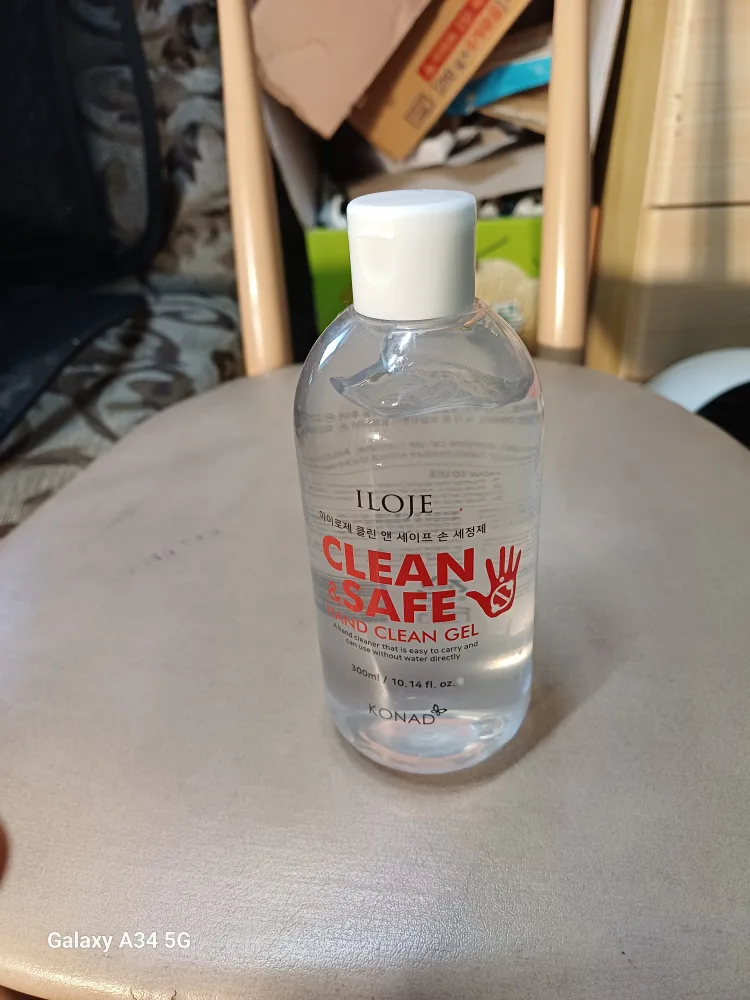 ILOJE
아이로제 클린 앤 세이프 손 세정제
CLEAN
&SAFE
HAND CLEAN GEL
A hand cleaner that is easy to carry and
can use without water directly
300ml / 10.14 fl. oz.
KONAD
Galaxy A34 5G